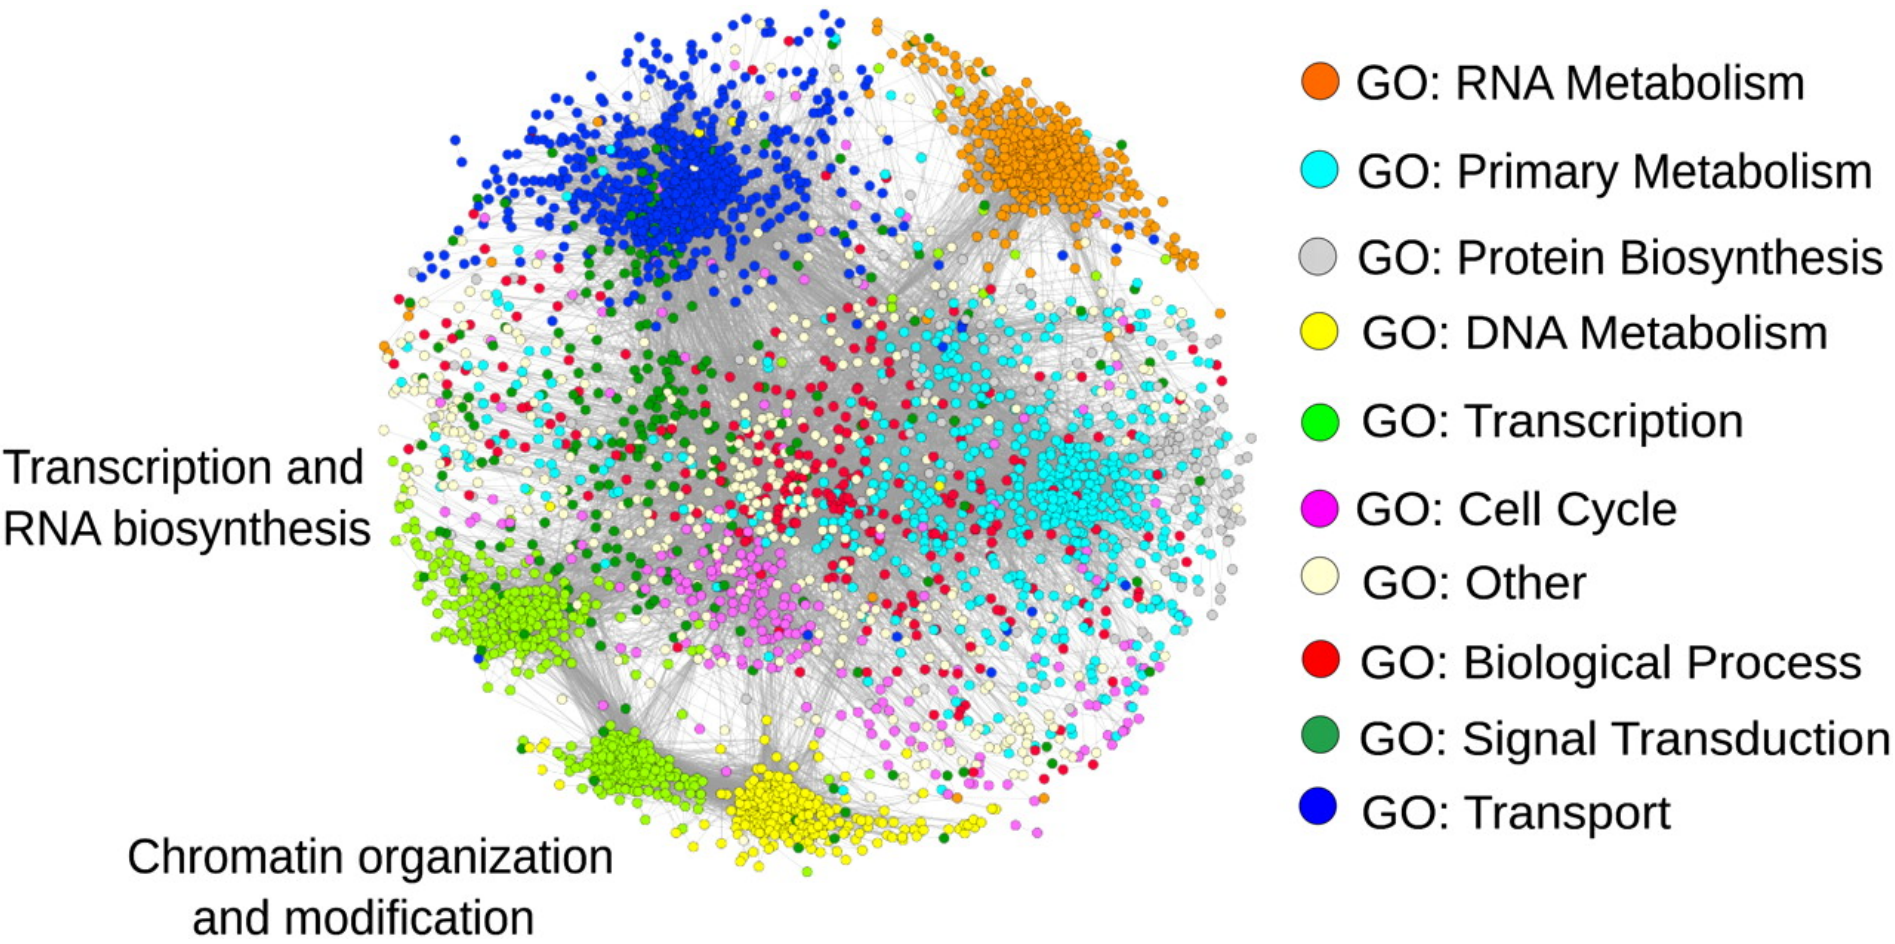 GO: RNA Metabolism
GO: Primary Metabolism
GO: Protein Biosynthesis
GO: DNA Metabolism
GO: Transcription
GO: Cell Cycle
GO: Other
GO: Biological Process
GO: Signal Transduction
GO: Transport
Transcription and
RNA biosynthesis
Chromatin organization
and modification